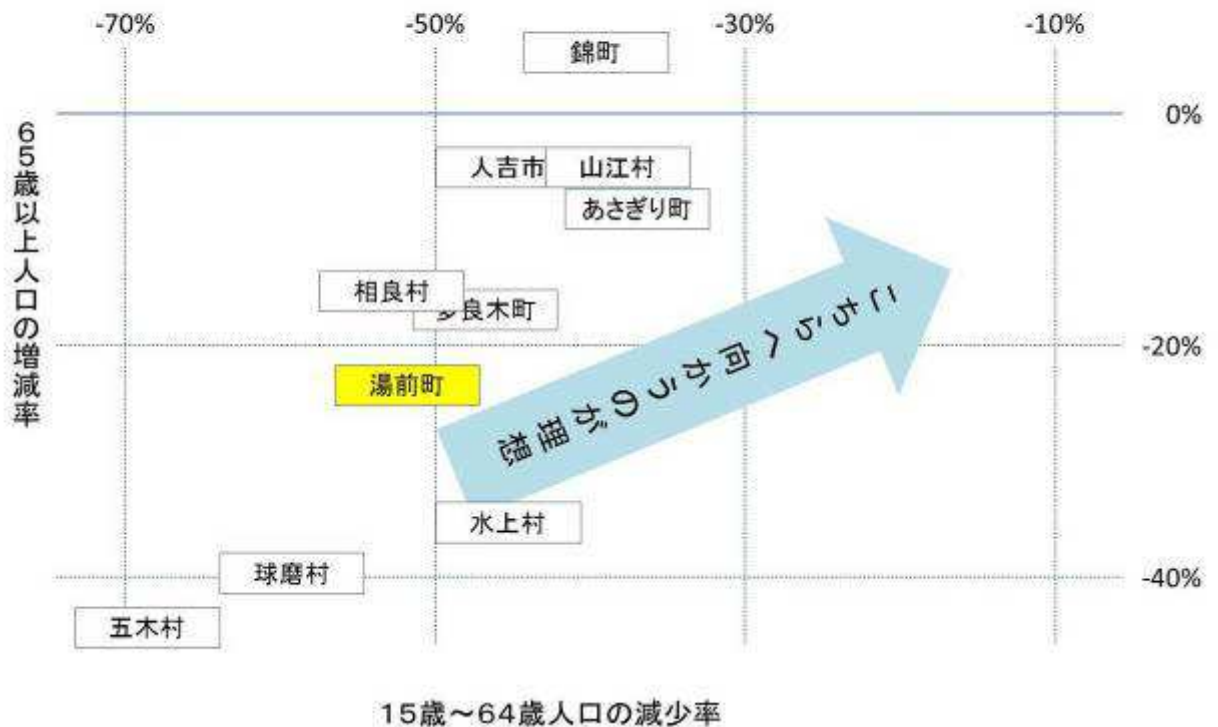 -70%
-50%
-30%
-10%
錦町
0%
人吉市
山江村
あさぎり町
65歳以上人口の増減率
相良村
多良木町
こちらへ向かうのが理想
-20%
湯前町
水上村
球磨村
-40%
五木村
15歳～64歳人口の減少率